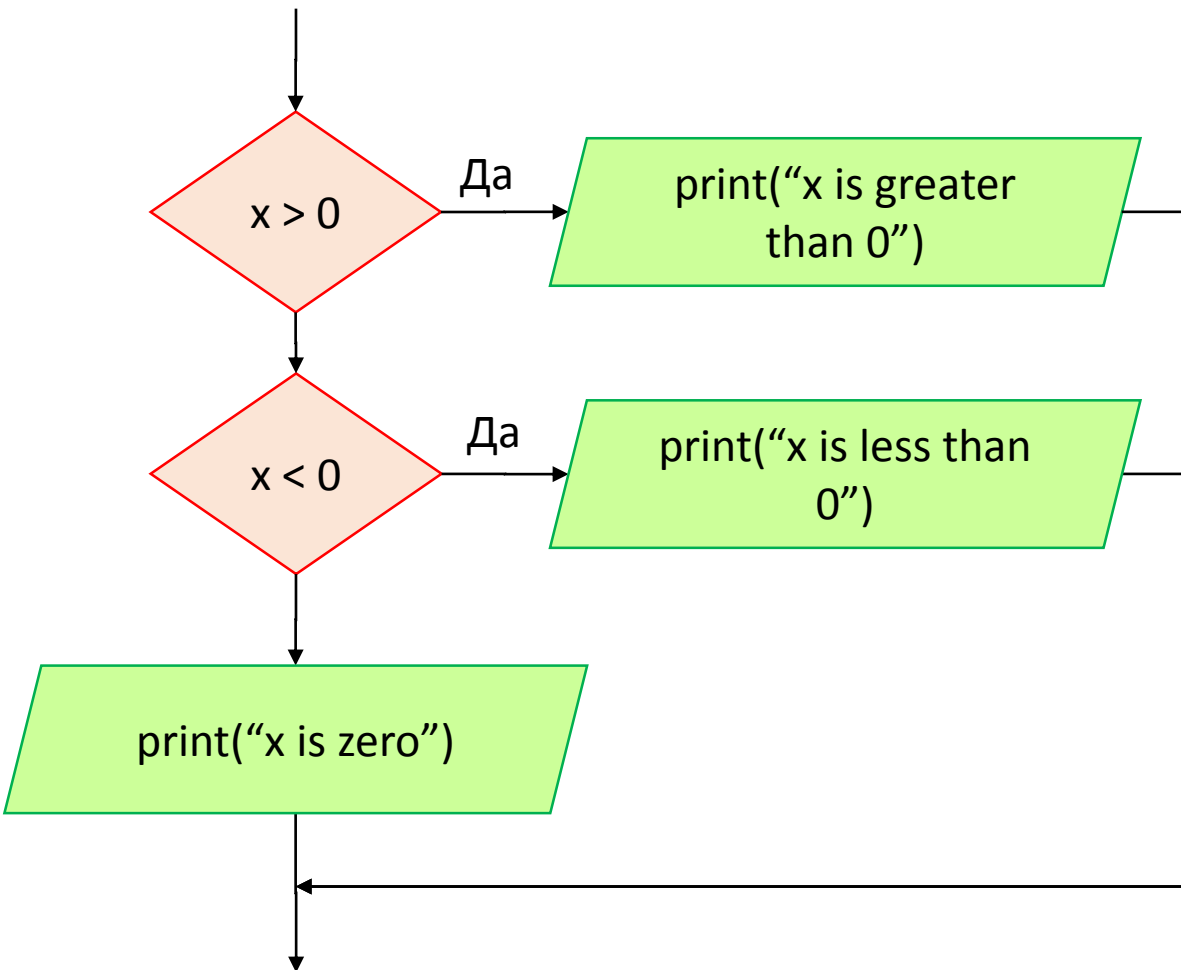 x > 0
Да
print(“x is greater
than 0”)
x < 0
Да
print(“x is less than
0”)
print(“x is zero”)